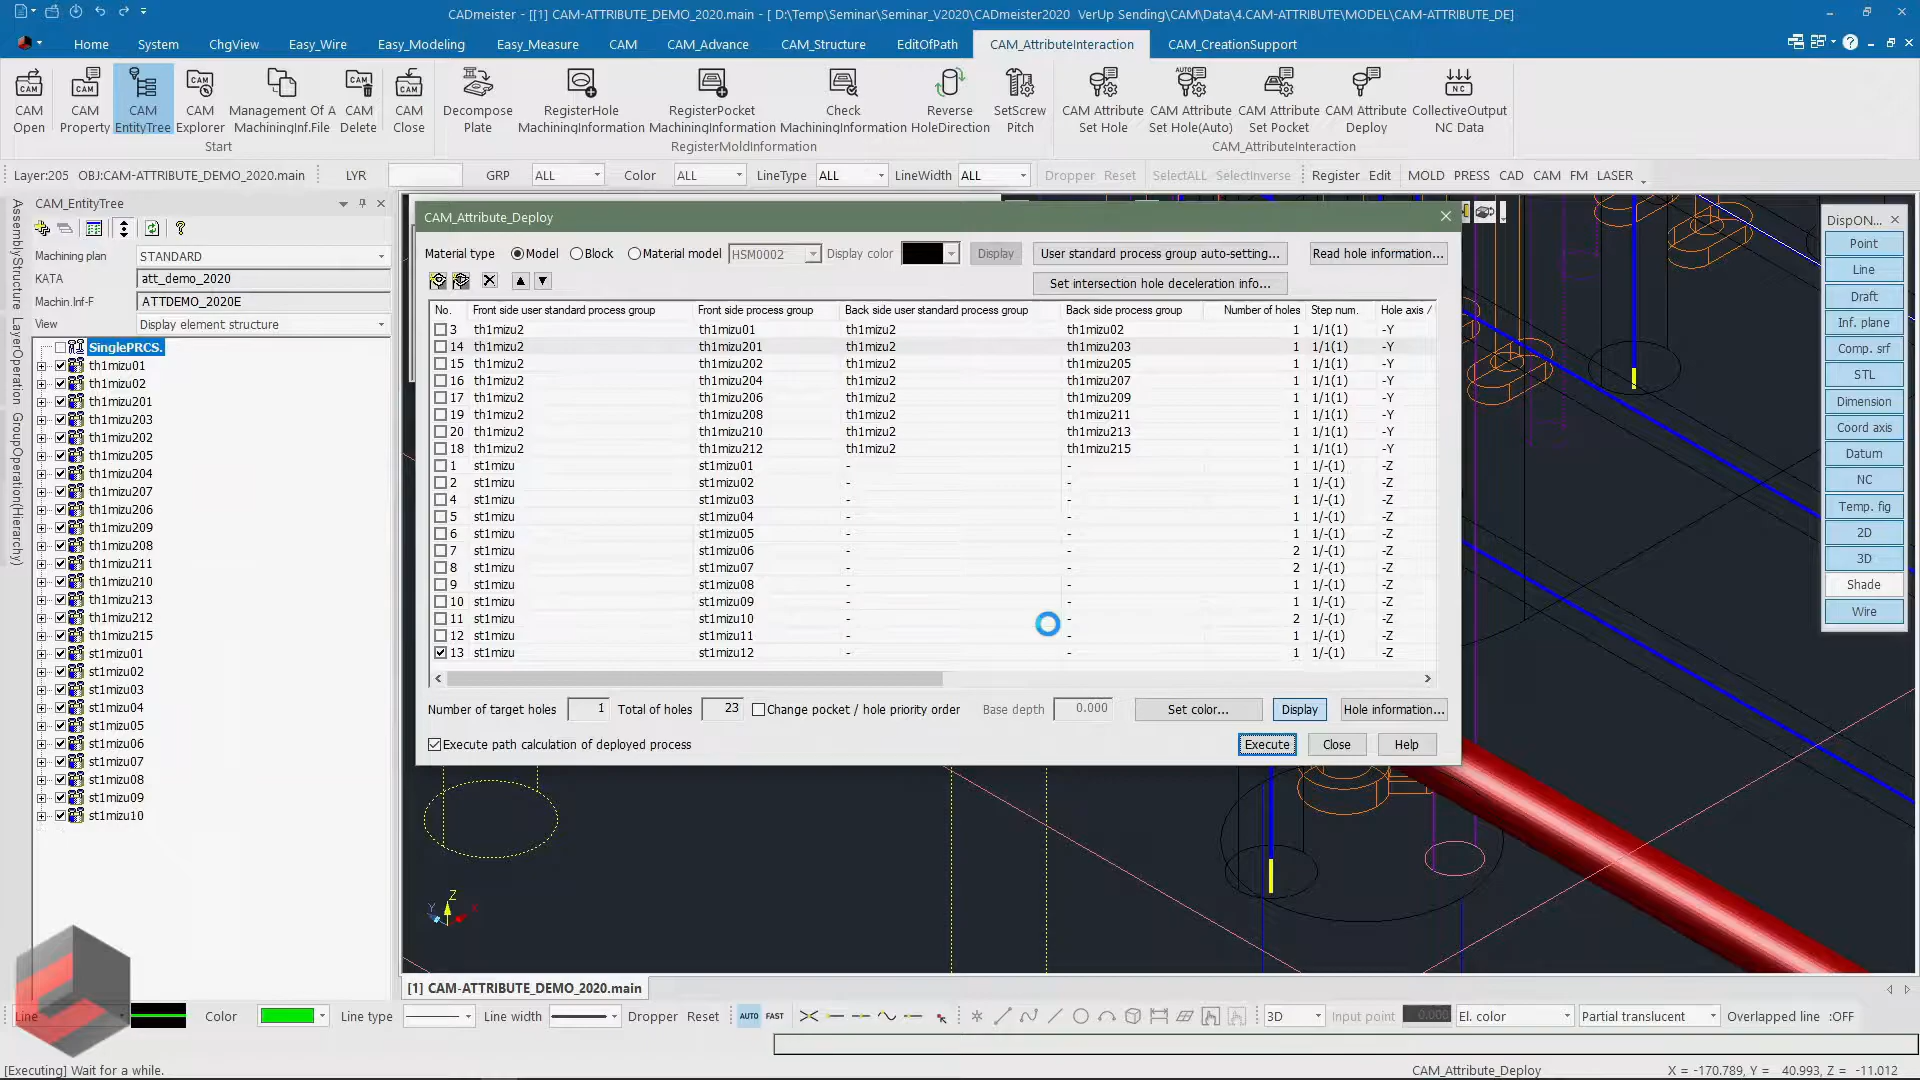 CADmeister - [[1] CAM-ATTRIBUTE_DEMO_2020.main - [ D:\Temp\Seminar\Seminar_V2020\CADmeister2020 VerUp Sending\CAM\Data\4.CAM-ATTRIBUTE\MODEL\CAM-ATTRIBUTE_DE]
Home System ChgView Easy_Wire Easy_Modeling Easy_Measure CAM CAM_Advance CAM_Structure EditOfPath CAM_AttributeInteraction CAM_CreationSupport
CAM Open
CAM Property
CAM EntityTree
CAM Explorer
Management Of A MachiningInf.File
CAM Delete
CAM Close
Decompose Plate
RegisterHole MachiningInformation
RegisterPocket MachiningInformation
Check MachiningInformation
Reverse HoleDirection
SetScrew Pitch
CAM Attribute Set Hole
CAM Attribute Set Hole(Auto)
CAM Attribute Set Pocket
CAM Attribute Deploy
CollectiveOutput NC Data
Start RegisterMoldInformation CAM_AttributeInteraction
Layer:205 OBJ:CAM-ATTRIBUTE_DEMO_2020.main LYR GRP ALL Color ALL LineType ALL LineWidth ALL Dropper Reset SelectALL SelectInverse Register Edit MOLD PRESS CAD CAM FM LASER
AssemblyStructure LayerOperation GroupOperation(Hierarchy)
CAM_EntityTree
Machining plan STANDARD
KATA att_demo_2020
Machin.Inf-F ATTDEMO_2020E
View Display element structure
SinglePRCS.
th1mizu01
th1mizu02
th1mizu201
th1mizu203
th1mizu202
th1mizu205
th1mizu204
th1mizu207
th1mizu206
th1mizu209
th1mizu208
th1mizu211
th1mizu210
th1mizu213
th1mizu212
th1mizu215
st1mizu01
st1mizu02
st1mizu03
st1mizu04
st1mizu05
st1mizu06
st1mizu07
st1mizu08
st1mizu09
st1mizu10
CAM_Attribute_Deploy
Material type Model Block Material model HSM0002 Display color Display User standard process group auto-setting... Read hole information...
Set intersection hole deceleration info...
No. Front side user standard process group Front side process group Back side user standard process group Back side process group Number of holes Step num. Hole axis /
3 th1mizu2 th1mizu01 th1mizu2 th1mizu02 1 1/1(1) -Y
14 th1mizu2 th1mizu201 th1mizu2 th1mizu203 1 1/1(1) -Y
15 th1mizu2 th1mizu202 th1mizu2 th1mizu205 1 1/1(1) -Y
16 th1mizu2 th1mizu204 th1mizu2 th1mizu207 1 1/1(1) -Y
17 th1mizu2 th1mizu206 th1mizu2 th1mizu209 1 1/1(1) -Y
19 th1mizu2 th1mizu208 th1mizu2 th1mizu211 1 1/1(1) -Y
20 th1mizu2 th1mizu210 th1mizu2 th1mizu213 1 1/1(1) -Y
18 th1mizu2 th1mizu212 th1mizu2 th1mizu215 1 1/1(1) -Y
1 st1mizu st1mizu01 - - 1 1/-(1) -Z
2 st1mizu st1mizu02 - - 1 1/-(1) -Z
4 st1mizu st1mizu03 - - 1 1/-(1) -Z
5 st1mizu st1mizu04 - - 1 1/-(1) -Z
6 st1mizu st1mizu05 - - 1 1/-(1) -Z
7 st1mizu st1mizu06 - - 2 1/-(1) -Z
8 st1mizu st1mizu07 - - 2 1/-(1) -Z
9 st1mizu st1mizu08 - - 1 1/-(1) -Z
10 st1mizu st1mizu09 - - 1 1/-(1) -Z
11 st1mizu st1mizu10 - - 2 1/-(1) -Z
12 st1mizu st1mizu11 - - 1 1/-(1) -Z
13 st1mizu st1mizu12 - - 1 1/-(1) -Z
Number of target holes 1 Total of holes 23 Change pocket / hole priority order Base depth 0.000 Set color... Display Hole information...
Execute path calculation of deployed process Execute Close Help
DispON...
Point
Line
Draft
Inf. plane
Comp. srf
STL
Dimension
Coord axis
Datum
NC
Temp. fig
2D
3D
Shade
Wire
Z
Y X
[1] CAM-ATTRIBUTE_DEMO_2020.main
Line Color Line type Line width Dropper Reset AUTO FAST 3D Input point 0.000 El. color Partial translucent Overlapped line :OFF
[Executing] Wait for a while. CAM_Attribute_Deploy X = -170.789, Y = 40.993, Z = -11.012